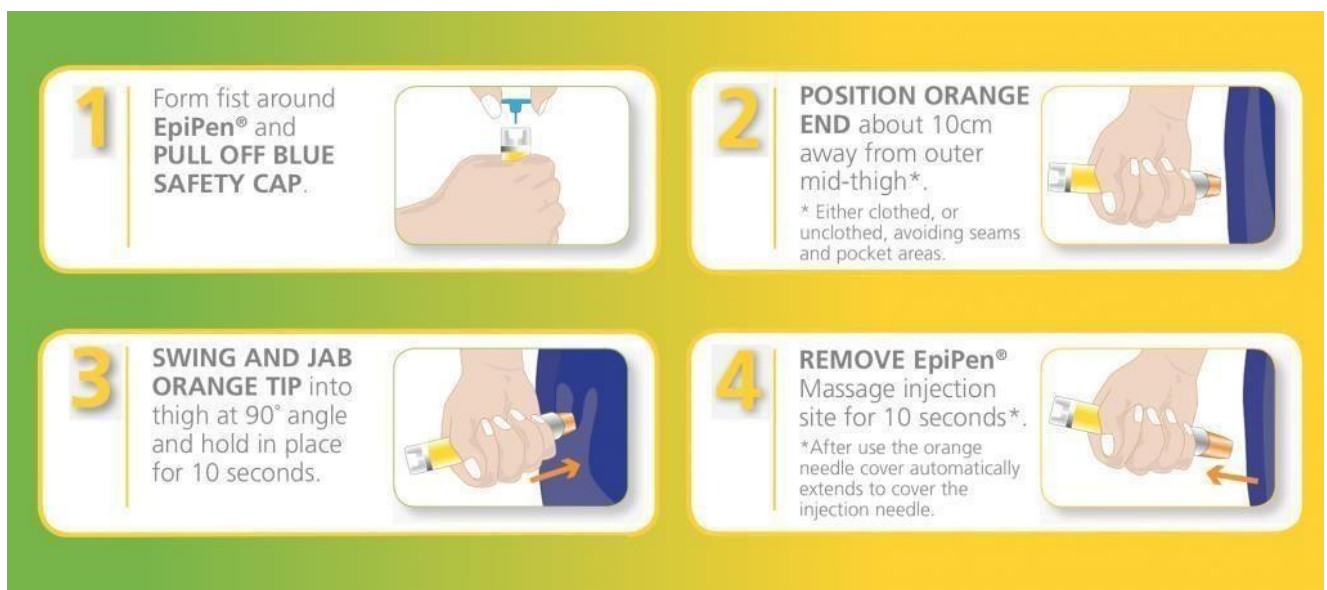 1
Form fist around
EpiPen® and
PULL OFF BLUE
SAFETY CAP.
2
POSITION ORANGE
END about 10cm
away from outer
mid-thigh*.
* Either clothed, or
unclothed, avoiding seams
and pocket areas.
3
SWING AND JAB
ORANGE TIP into
thigh at 90° angle
and hold in place
for 10 seconds.
4
REMOVE EpiPen®
Massage injection
site for 10 seconds*.
*After use the orange
needle cover automatically
extends to cover the
injection needle.